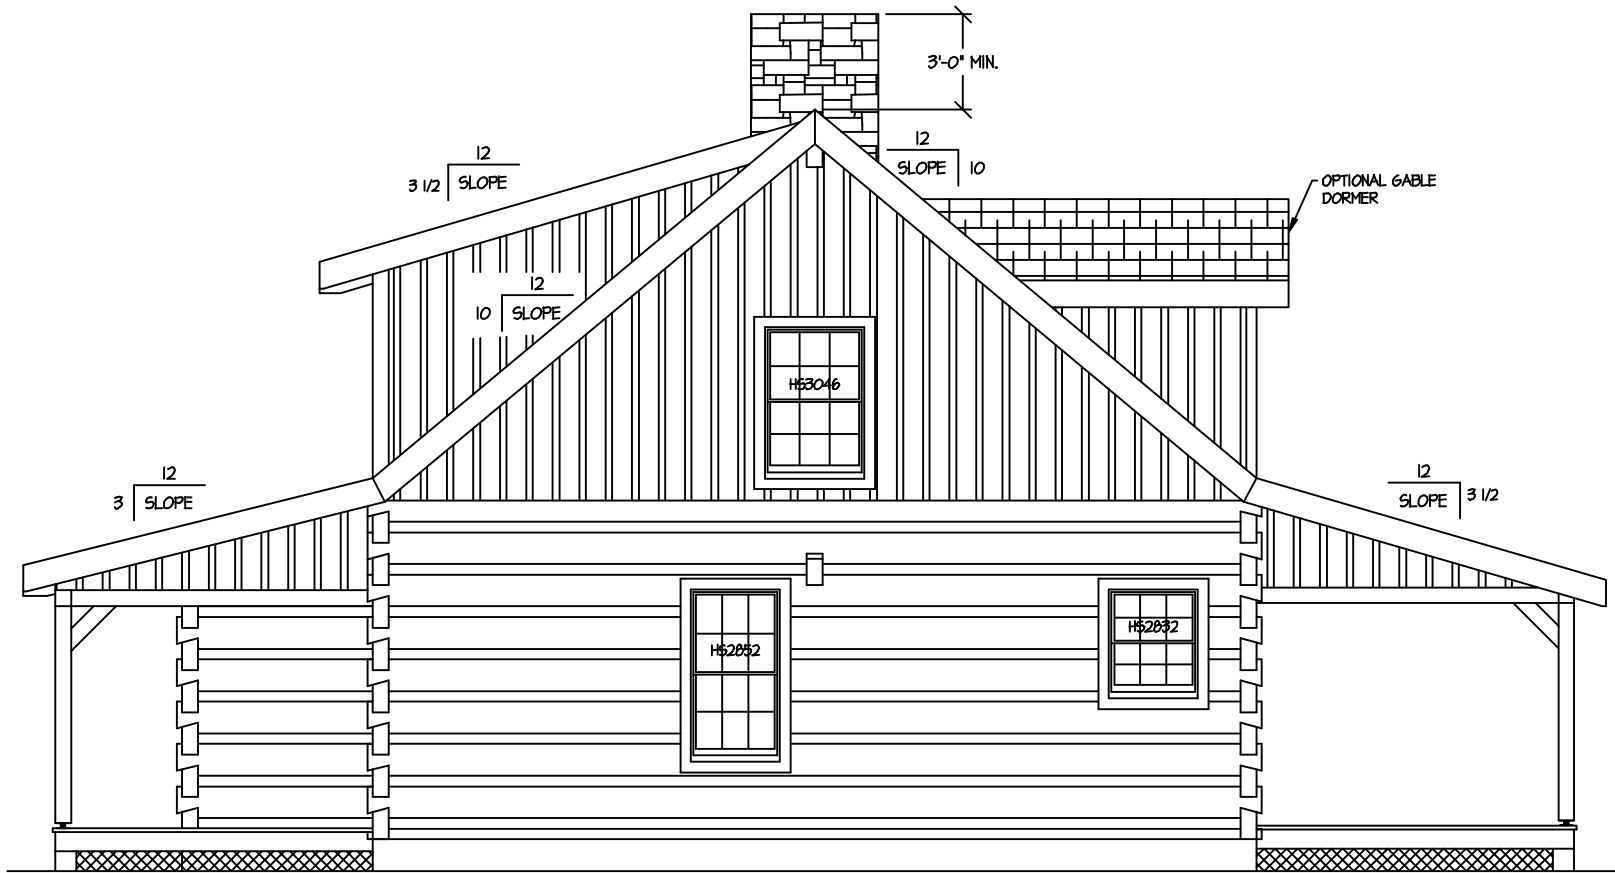 3'-0" MIN.
12
SLOPE 10
12
3 1/2 SLOPE
OPTIONAL GABLE
DORMER
12
10 SLOPE
HS3046
12
3 SLOPE
12
SLOPE 3 1/2
HS2832
HS2852